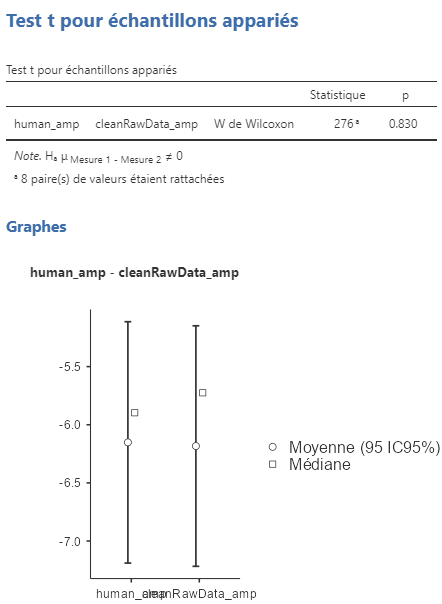 Test t pour échantillons appariés
Test t pour échantillons appariés
Statistique p
human_amp cleanRawData_amp W de Wilcoxon 276 ᵃ 0.830
Note. Hₐ μ Mesure 1 - Mesure 2 ≠ 0
ᵃ 8 paire(s) de valeurs étaient rattachées
Graphes
human_amp - cleanRawData_amp
-5.5
-6.0
-6.5
-7.0
Moyenne (95 IC95%)
Médiane
human_amp cleanRawData_amp